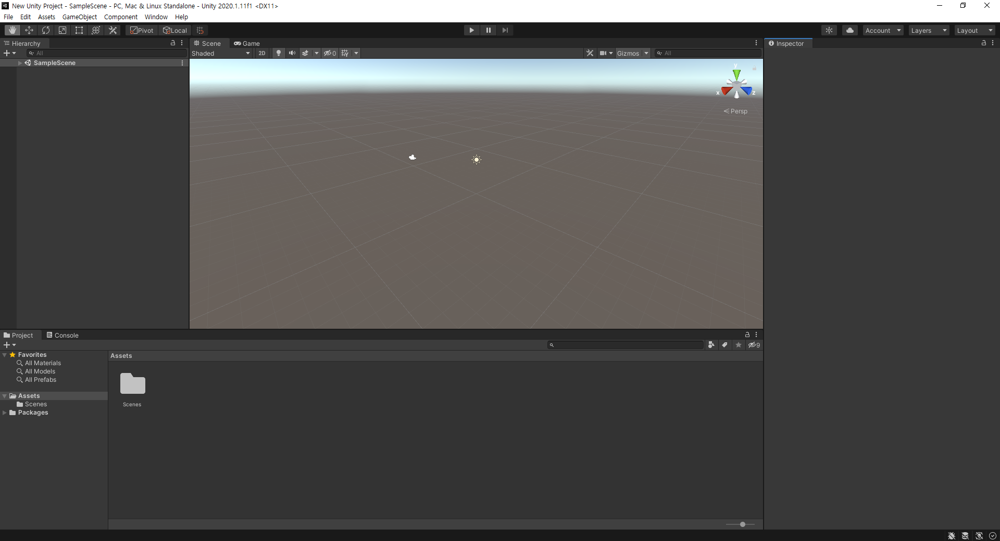 New Unity Project - SampleScene - PC, Mac & Linux Standalone - Unity 2020.1.11f1 <DX11>
File Edit Assets GameObject Component Window Help
Pivot Local Account Layers Layout
Hierarchy Scene Game Inspector
All Shaded 2D 0 Gizmos All
SampleScene
y
x z
Persp
Project Console
9
Favorites
Assets
All Materials
All Models
All Prefabs
Assets
Scenes
Packages
Scenes